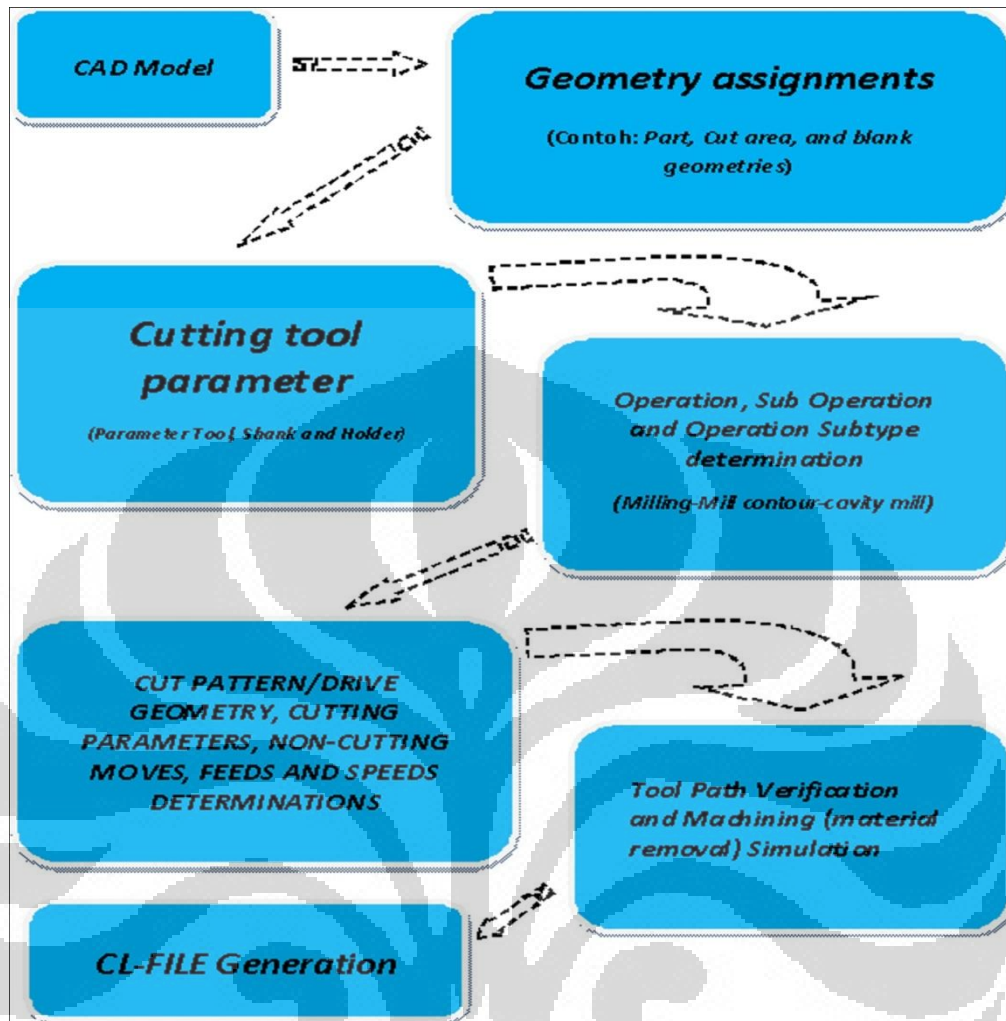 CAD Model
Geometry assignments
(Contoh: Part, Cut area, and blank
geometries)
Cutting tool
parameter
(Parameter Tool, Shank and Holder)
Operation, Sub Operation
and Operation Subtype
determination
(Milling-Mill contour-cavity mill)
CUT PATTERN/DRIVE
GEOMETRY, CUTTING
PARAMETERS, NON-CUTTING
MOVES, FEEDS AND SPEEDS
DETERMINATIONS
Tool Path Verification
and Machining (material
removal) Simulation
CL-FILE Generation